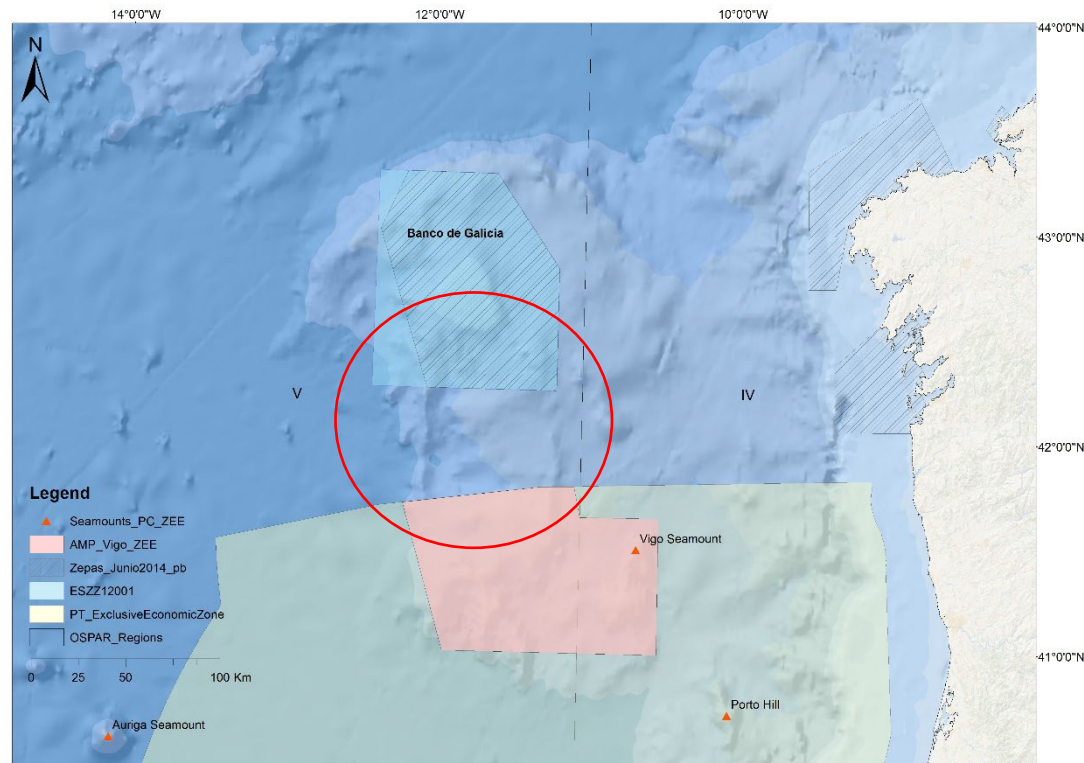 14°0'0"W
12°0'0"W
10°0'0"W
44°0'0"N
N
43°0'0"N
Banco de Galicia
V
IV
42°0'0"N
Legend
Seamounts_PC_ZEE
AMP_Vigo_ZEE
Vigo Seamount
Zepas_Junio2014_pb
ESZZ12001
PT_ExclusiveEconomicZone
OSPAR_Regions
0 25 50 100 Km
41°0'0"N
Porto Hill
Auriga Seamount